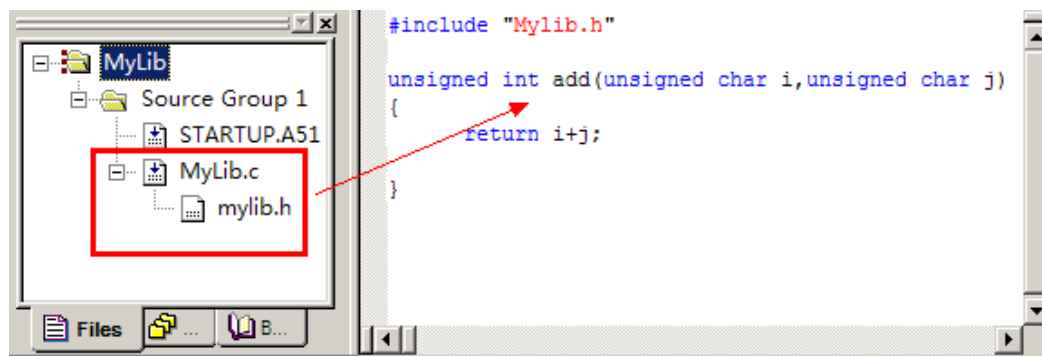 MyLib
Source Group 1
STARTUP.A51
MyLib.c
mylib.h
Files
...
B...
#include "Mylib.h"
unsigned int add(unsigned char i,unsigned char j)
{
return i+j;
}